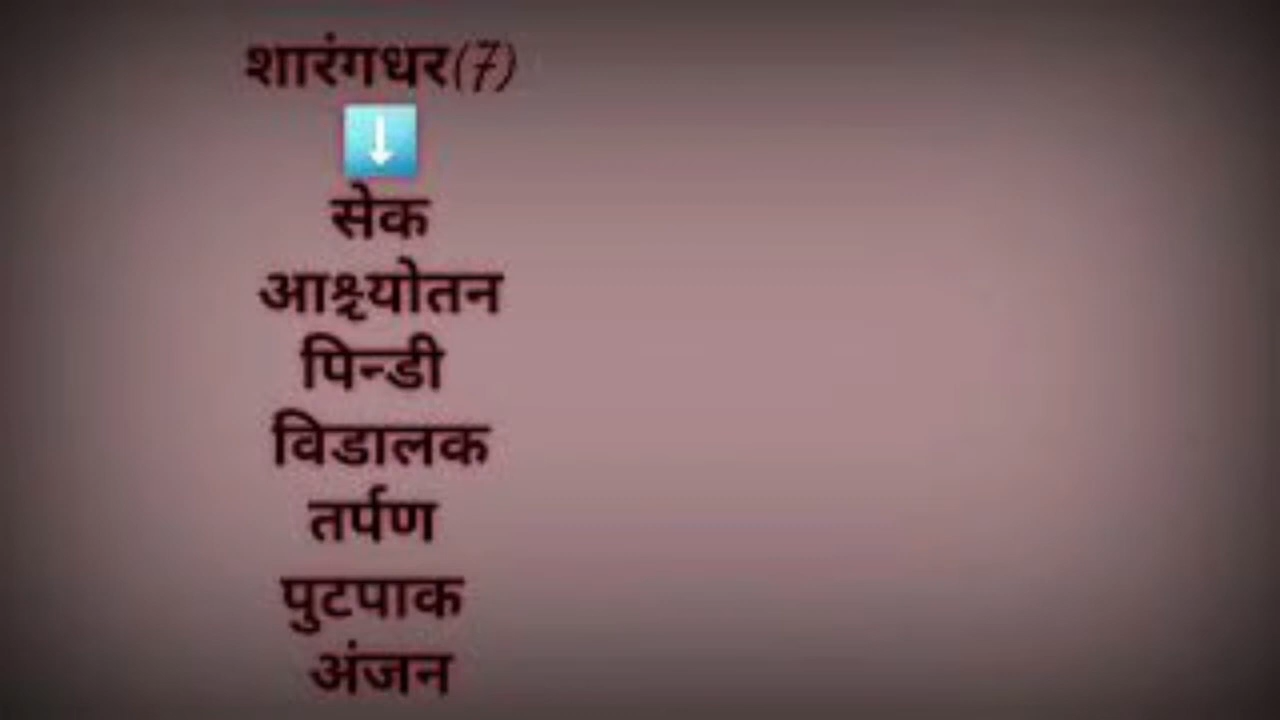 शारंगधर(7)
⬇️
सेक
आश्च्योतन
पिन्डी
विडालक
तर्पण
पुटपाक
अंजन